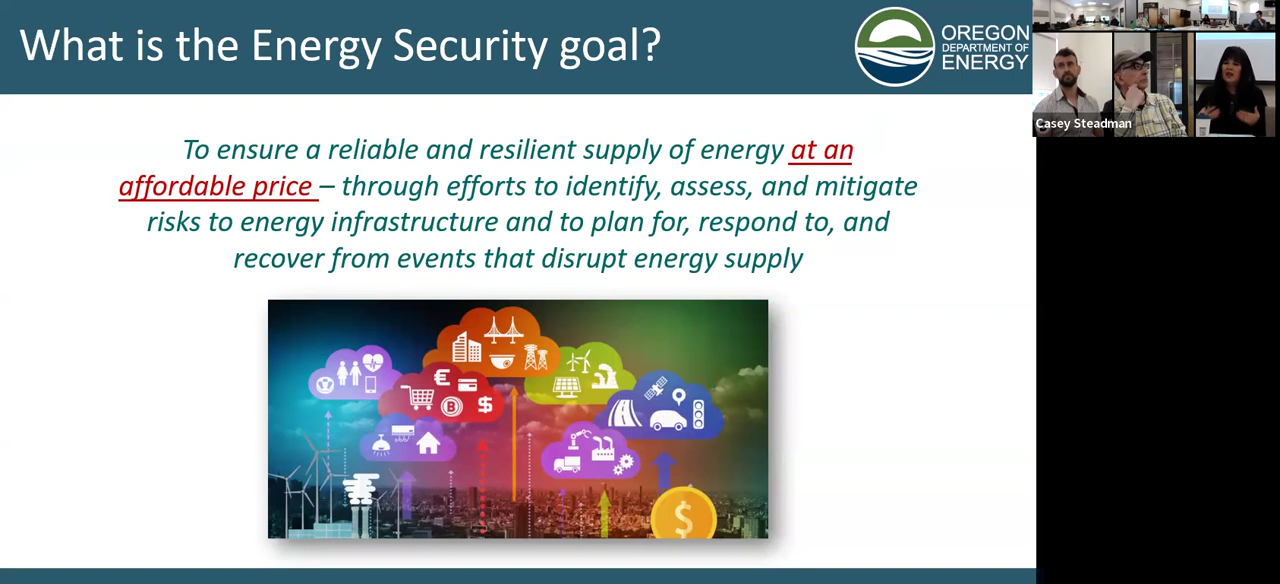 What is the Energy Security goal?
OREGON
DEPARTMENT OF
ENERGY
Casey Steadman
To ensure a reliable and resilient supply of energy at an
affordable price – through efforts to identify, assess, and mitigate
risks to energy infrastructure and to plan for, respond to, and
recover from events that disrupt energy supply